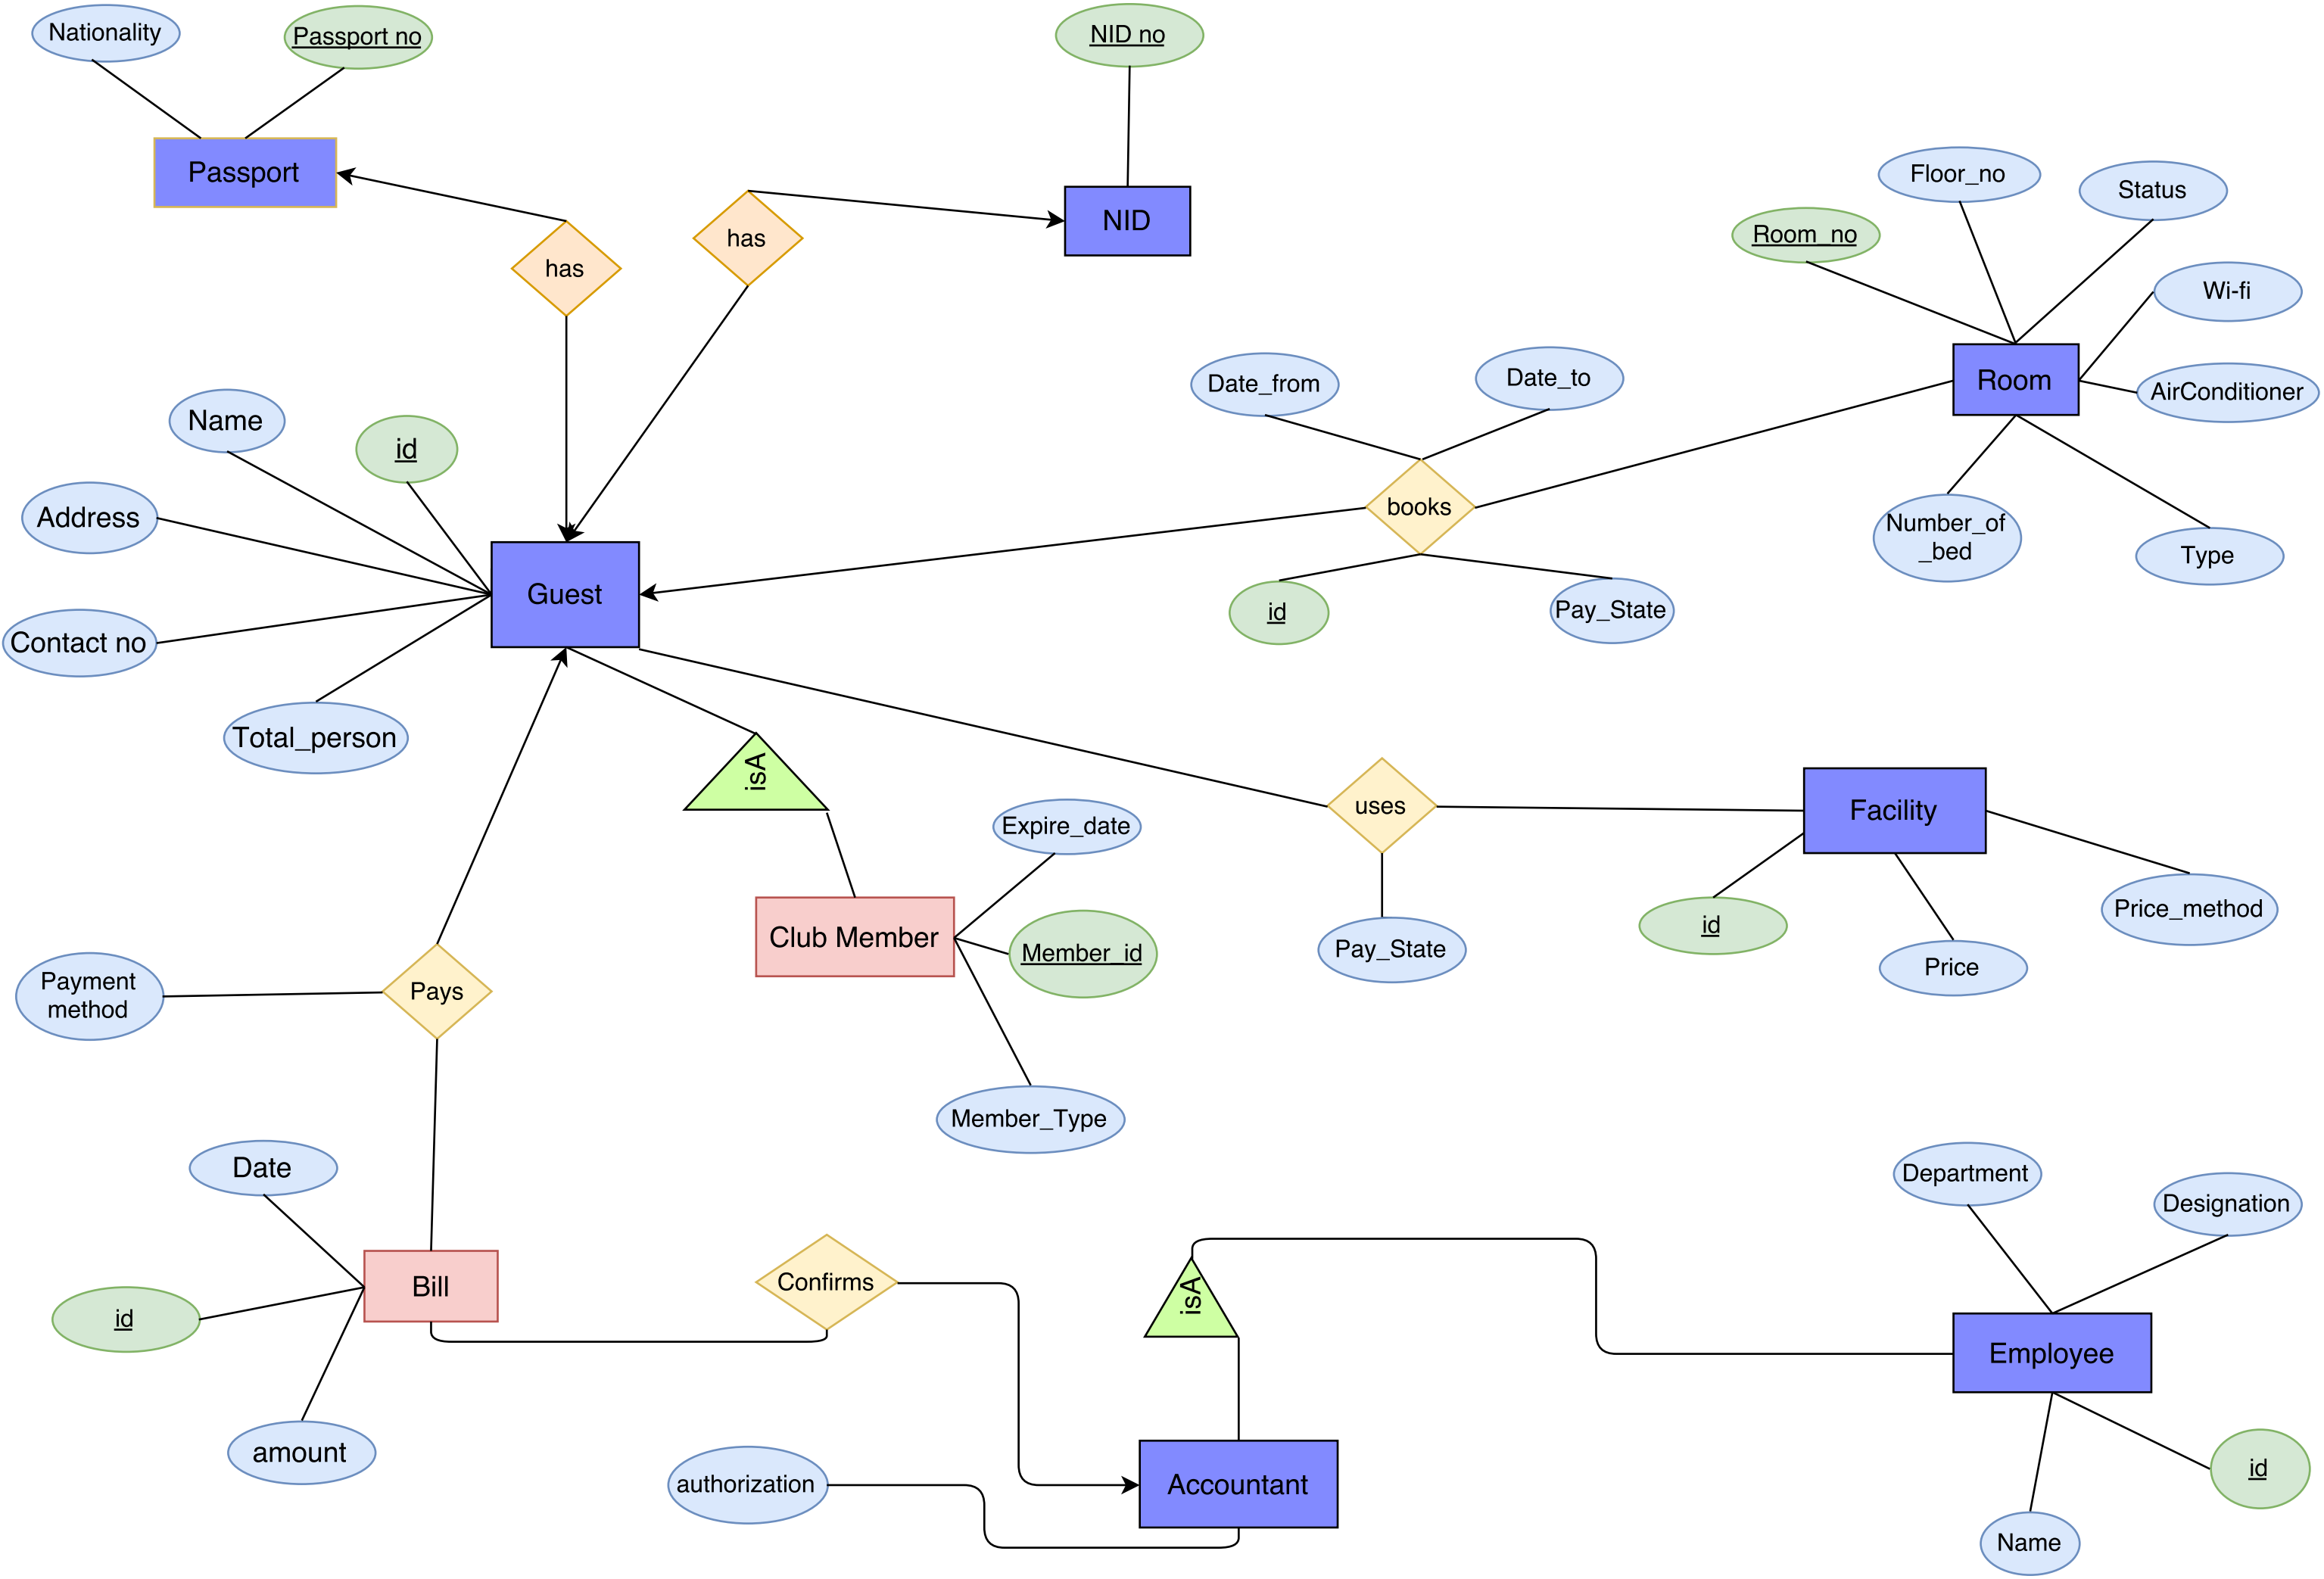 Nationality
Passport no
NID no
Passport
NID
has
has
Floor_no
Status
Room_no
Wi-fi
Room
AirConditioner
Date_from
Date_to
books
Number_of
_bed
Type
id
Pay_State
Name
id
Address
Guest
Contact no
Total_person
isA
uses
Facility
Expire_date
Club Member
Member_id
Pay_State
id
Price
Price_method
Payment
method
Pays
Member_Type
Date
Bill
id
amount
Confirms
isA
Department
Designation
Employee
authorization
Accountant
id
Name